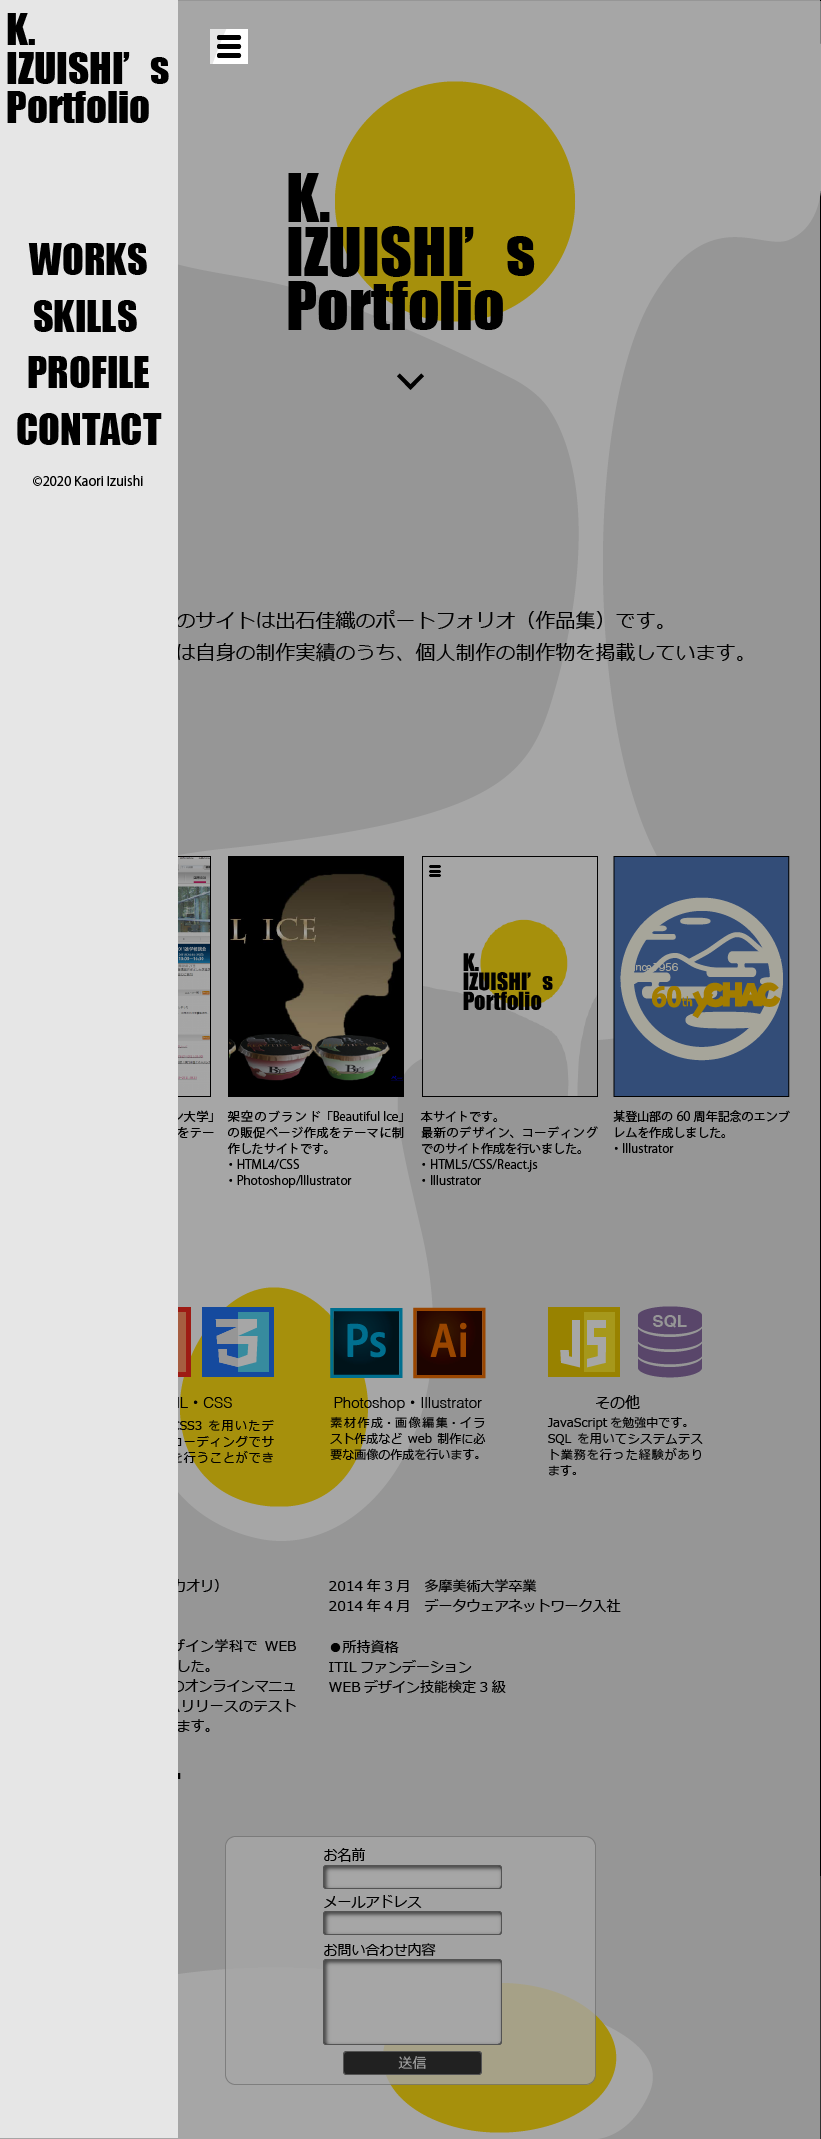 K.
IZUISHI’s
Portfolio
WORKS
SKILLS
PROFILE
CONTACT
©2020 Kaori Izuishi
K.
IZUISHI’s
Portfolio
のサイトは出石佳織のポートフォリオ（作品集）です。
は自身の制作実績のうち、個人制作の制作物を掲載しています。
L ICE
K.
IZUISHI’s
Portfolio
60th yCHAC
ン大学」
をテー
架空のブランド「Beautiful Ice」
の販促ページ作成をテーマに制
作したサイトです。
・HTML4/CSS
・Photoshop/Illustrator
本サイトです。
最新のデザイン、コーディング
でのサイト作成を行いました。
・HTML5/CSS/React.js
・Illustrator
某登山部の 60 周年記念のエンブ
レムを作成しました。
・Illustrator
3
Ps
Ai
JS
SQL
L・CSS
CSS3 を用いたデ
コーディングでサ
を行うことができ
Photoshop・Illustrator
素材作成・画像編集・イラ
スト作成など web 制作に必
要な画像の作成を行います。
その他
JavaScript を勉強中です。
SQL を用いてシステムテス
ト業務を行った経験があり
ます。
カオリ）
ザイン学科で WEB
した。
のオンラインマニュ
リリースのテスト
ます。
2014 年 3 月　多摩美術大学卒業
2014 年 4 月　データウェアネットワーク入社
●所持資格
ITIL ファンデーション
WEB デザイン技能検定 3 級
お名前
メールアドレス
お問い合わせ内容
送信